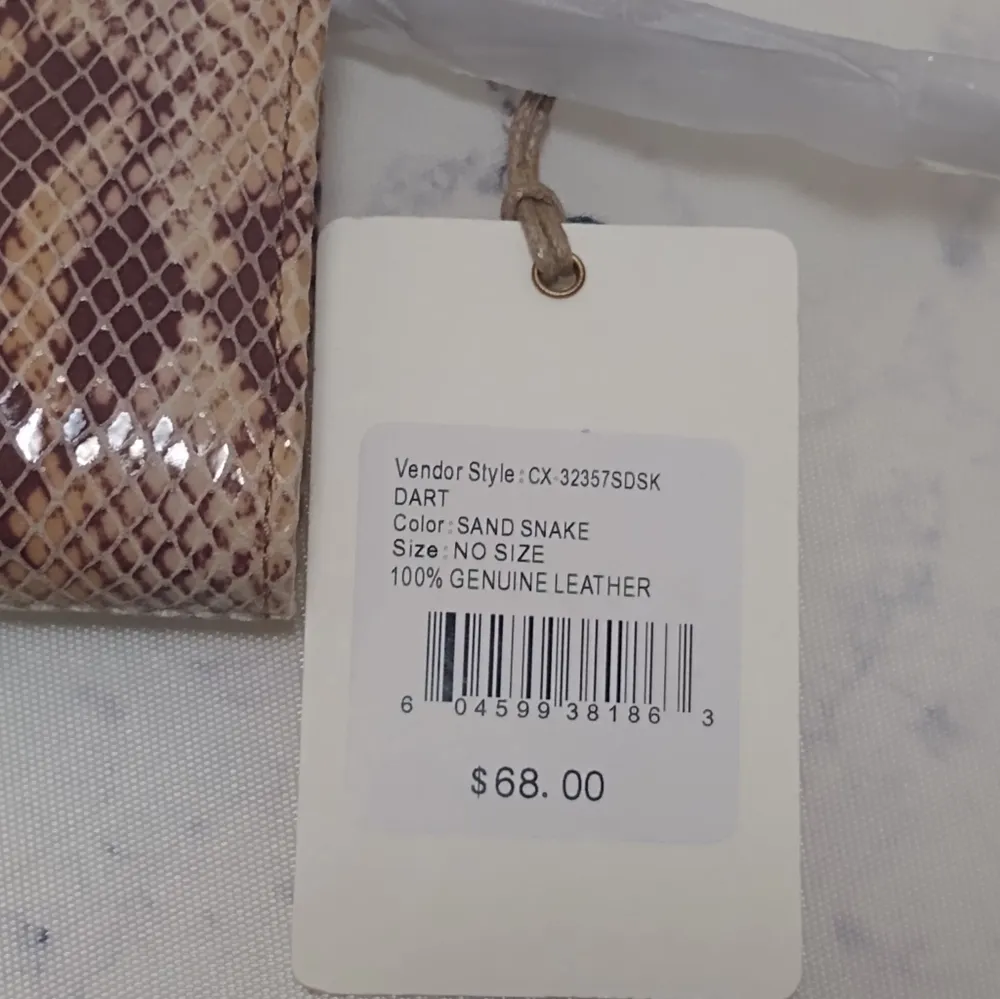 Vendor Style: CX-32357SDSK
DART
Color: SAND SNAKE
Size: NO SIZE
100% GENUINE LEATHER
6 04599 38186 3
$68.00